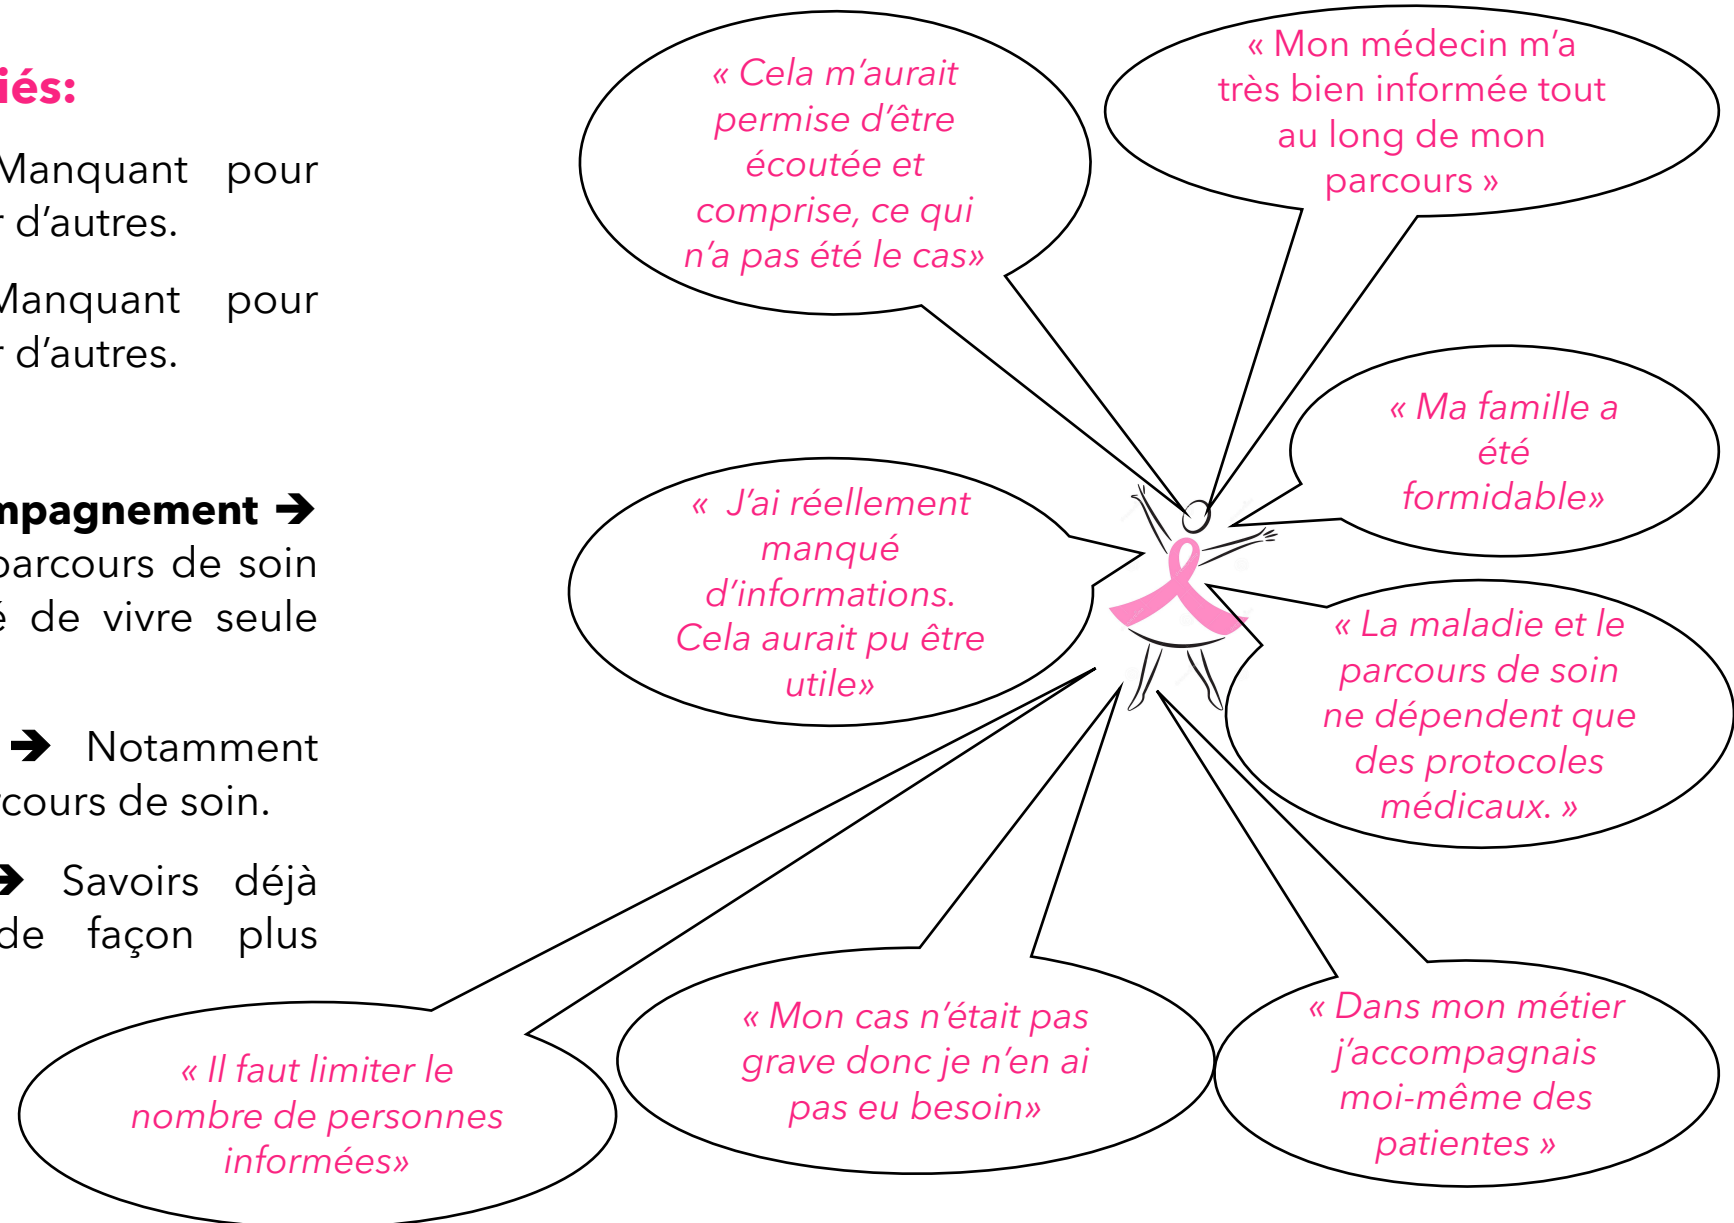 iés:
Manquant pour
r d'autres.
Manquant pour
r d'autres.
mpagnement ➔
parcours de soin
é de vivre seule
➔ Notamment
rcours de soin.
➔ Savoirs déjà
de façon plus
« Cela m'aurait
permise d'être
écoutée et
comprise, ce qui
n'a pas été le cas»
« Mon médecin m'a
très bien informée tout
au long de mon
parcours »
« Ma famille a
été
formidable»
« J'ai réellement
manqué
d'informations.
Cela aurait pu être
utile»
« La maladie et le
parcours de soin
ne dépendent que
des protocoles
médicaux. »
« Il faut limiter le
nombre de personnes
informées»
« Mon cas n'était pas
grave donc je n'en ai
pas eu besoin»
« Dans mon métier
j'accompagnais
moi-même des
patientes »